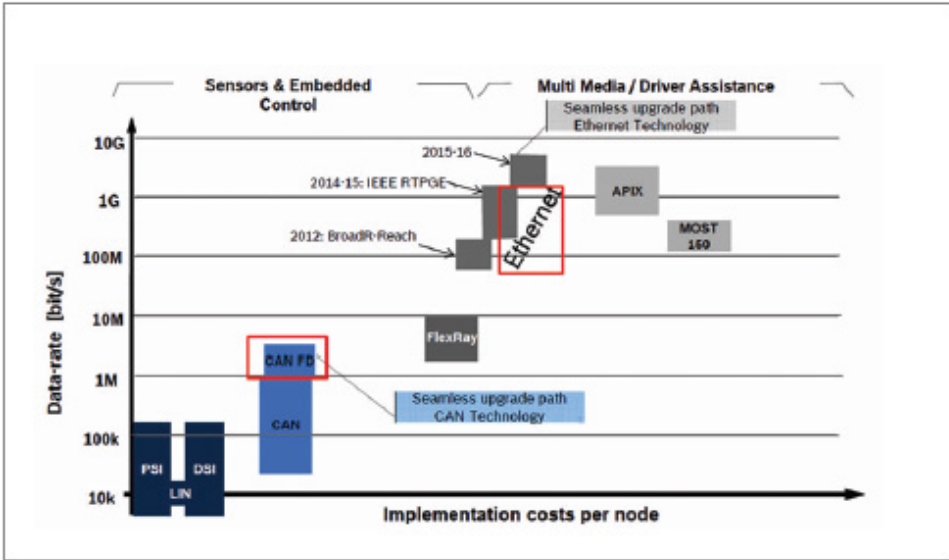 Sensors & Embedded
Control
Multi Media / Driver Assistance
Seamless upgrade path
Ethernet Technology
10G
2015-16
2014-15: IEEE RTPGE
APIX
1G
Ethernet
MOST
150
2012: BroadR-Reach
100M
Data-rate [bit/s]
10M
FlexRay
CAN FD
1M
Seamless upgrade path
CAN Technology
CAN
100k
PSI
DSI
LIN
10k
Implementation costs per node